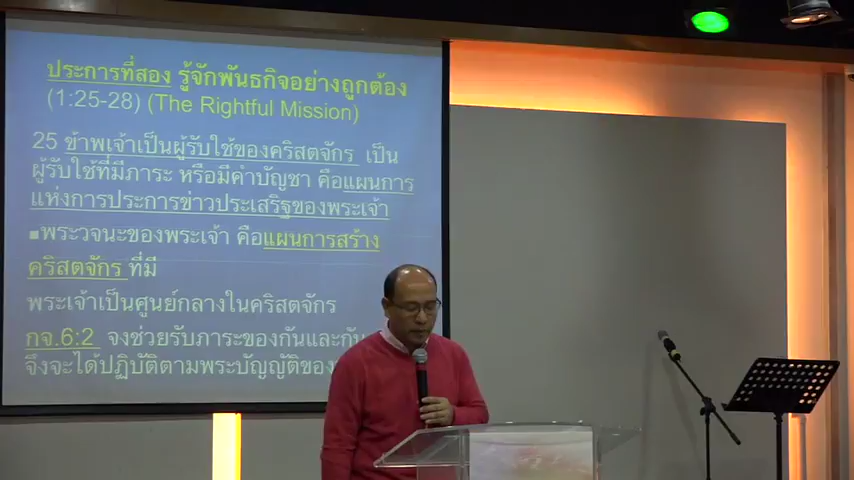 ประการที่สอง รู้จักพันธกิจอย่างถูกต้อง
(1:25-28) (The Rightful Mission)
25 ข้าพเจ้าเป็นผู้รับใช้ของคริสตจักร เป็น
ผู้รับใช้ที่มีภาระ หรือมีคำบัญชา คือแผนการ
แห่งการประการข่าวประเสริฐของพระเจ้า
■พระวจนะของพระเจ้า คือแผนการสร้าง
คริสตจักร ที่มี
พระเจ้าเป็นศูนย์กลางในคริสตจักร
กจ.6:2 จงช่วยรับภาระของกันและกัน
จึงจะได้ปฏิบัติตามพระบัญญัติของ